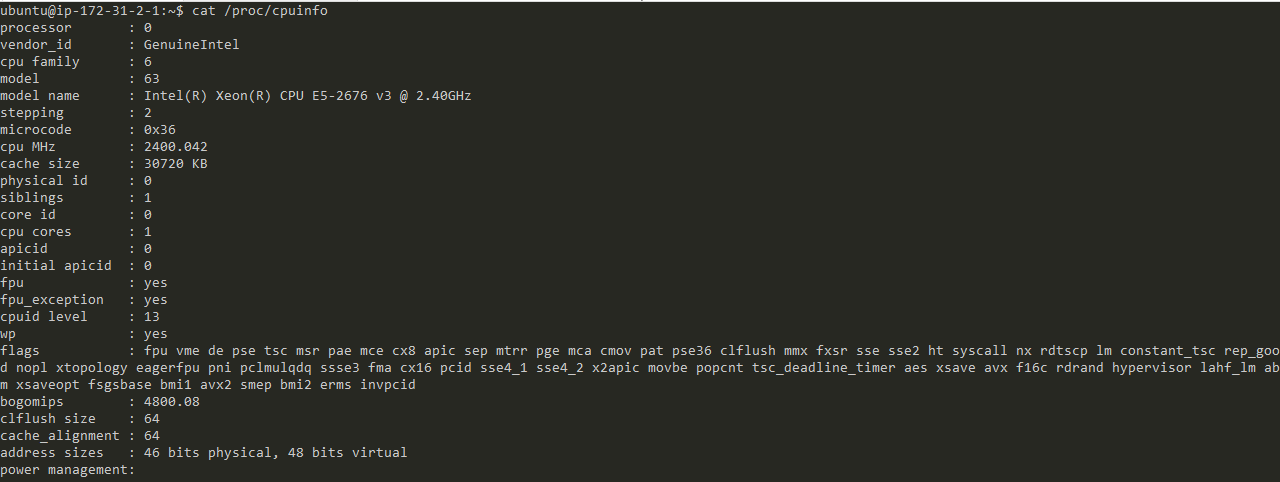 ubuntu@ip-172-31-2-1:~$ cat /proc/cpuinfo
processor       : 0
vendor_id       : GenuineIntel
cpu family      : 6
model           : 63
model name      : Intel(R) Xeon(R) CPU E5-2676 v3 @ 2.40GHz
stepping        : 2
microcode       : 0x36
cpu MHz         : 2400.042
cache size      : 30720 KB
physical id     : 0
siblings        : 1
core id         : 0
cpu cores       : 1
apicid          : 0
initial apicid  : 0
fpu             : yes
fpu_exception   : yes
cpuid level     : 13
wp              : yes
flags           : fpu vme de pse tsc msr pae mce cx8 apic sep mtrr pge mca cmov pat pse36 clflush mmx fxsr sse sse2 ht syscall nx rdtscp lm constant_tsc rep_goo
d nopl xtopology eagerfpu pni pclmulqdq ssse3 fma cx16 pcid sse4_1 sse4_2 x2apic movbe popcnt tsc_deadline_timer aes xsave avx f16c rdrand hypervisor lahf_lm ab
m xsaveopt fsgsbase bmi1 avx2 smep bmi2 erms invpcid
bogomips        : 4800.08
clflush size    : 64
cache_alignment : 64
address sizes   : 46 bits physical, 48 bits virtual
power management: